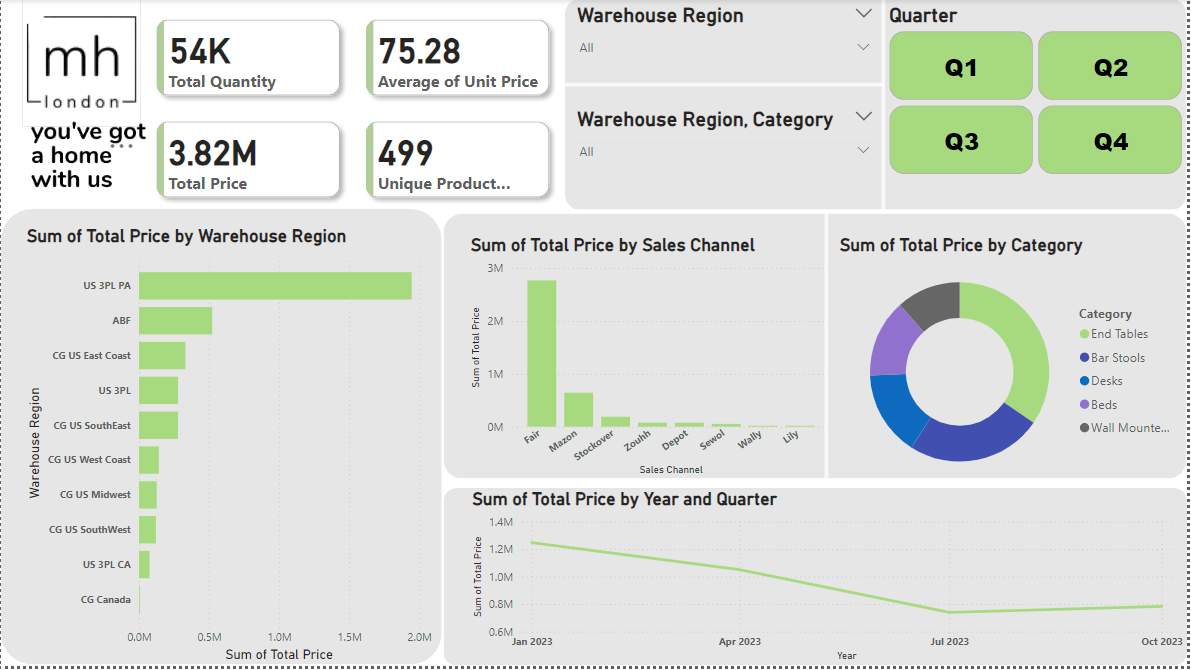 mh
london
you've got
a home
with us
54K
Total Quantity
75.28
Average of Unit Price
3.82M
Total Price
499
Unique Product...
Warehouse Region
All
Warehouse Region, Category
All
Quarter
Q1
Q2
Q3
Q4
Sum of Total Price by Warehouse Region
Warehouse Region
US 3PL PA
ABF
CG US East Coast
US 3PL
CG US SouthEast
CG US West Coast
CG US Midwest
CG US SouthWest
US 3PL CA
CG Canada
0.0M
0.5M
1.0M
1.5M
2.0M
Sum of Total Price
Sum of Total Price by Sales Channel
Sum of Total Price
3M
2M
1M
0M
Fair
Mazon
Stockover
Zouhh
Depot
Sewol
Wally
Lily
Sales Channel
Sum of Total Price by Category
Category
End Tables
Bar Stools
Desks
Beds
Wall Mounte...
Sum of Total Price by Year and Quarter
Sum of Total Price
1.4M
1.2M
1.0M
0.8M
0.6M
Jan 2023
Apr 2023
Jul 2023
Oct 2023
Year